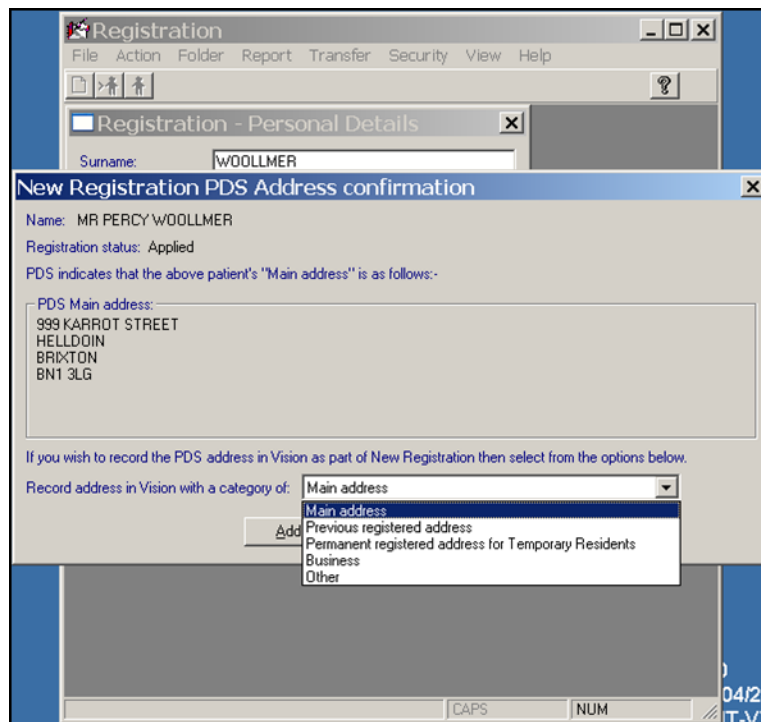 Registration
File Action Folder Report Transfer Security View Help
Registration - Personal Details
Surname: WOOLLMER
New Registration PDS Address confirmation
Name: MR PERCY WOOLLMER
Registration status: Applied
PDS indicates that the above patient's "Main address" is as follows:-
PDS Main address:
999 KARROT STREET
HELLDOIN
BRIXTON
BN1 3LG
If you wish to record the PDS address in Vision as part of New Registration then select from the options below.
Record address in Vision with a category of: Main address
Main address
Add Previous registered address
Permanent registered address for Temporary Residents
Business
Other
04/2
CAPS NUM